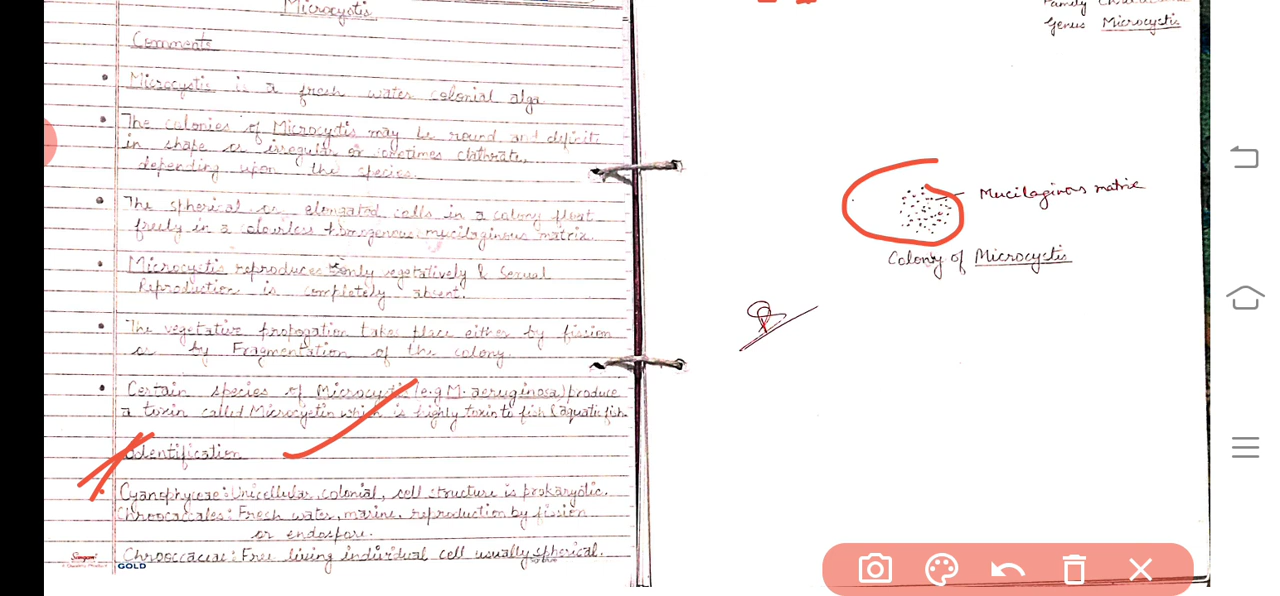 Microcystis
Comments
Microcystis is a fresh water colonial alga
The colonies of Microcystis may be round and deficit
in shape or irregular or sometimes clathrate,
depending upon the species.
The spherical or elongated cells in a colony float
freely in a colourless homogenous mucilaginous matrix.
Microcystis reproduces only vegetatively & Sexual
Reproduction is completely absent.
The vegetative propogation takes place either by fission
or by Fragmentation of the colony.
Certain species of Microcystis (e.g M. aeruginosa) produce
a toxin called Microcystin which is highly toxin to fish & aquatic fish.
Identification
Cyanophyceae: Unicellular, colonial, cell structure is prokaryotic.
Chroococcales: Fresh water, marine, reproduction by fission
or endospore.
Chroococcaceae: Free living individual cell usually spherical.
Sangam
GOLD
Family
Genus Microcystis
Mucilaginous matrix
Colony of Microcystis